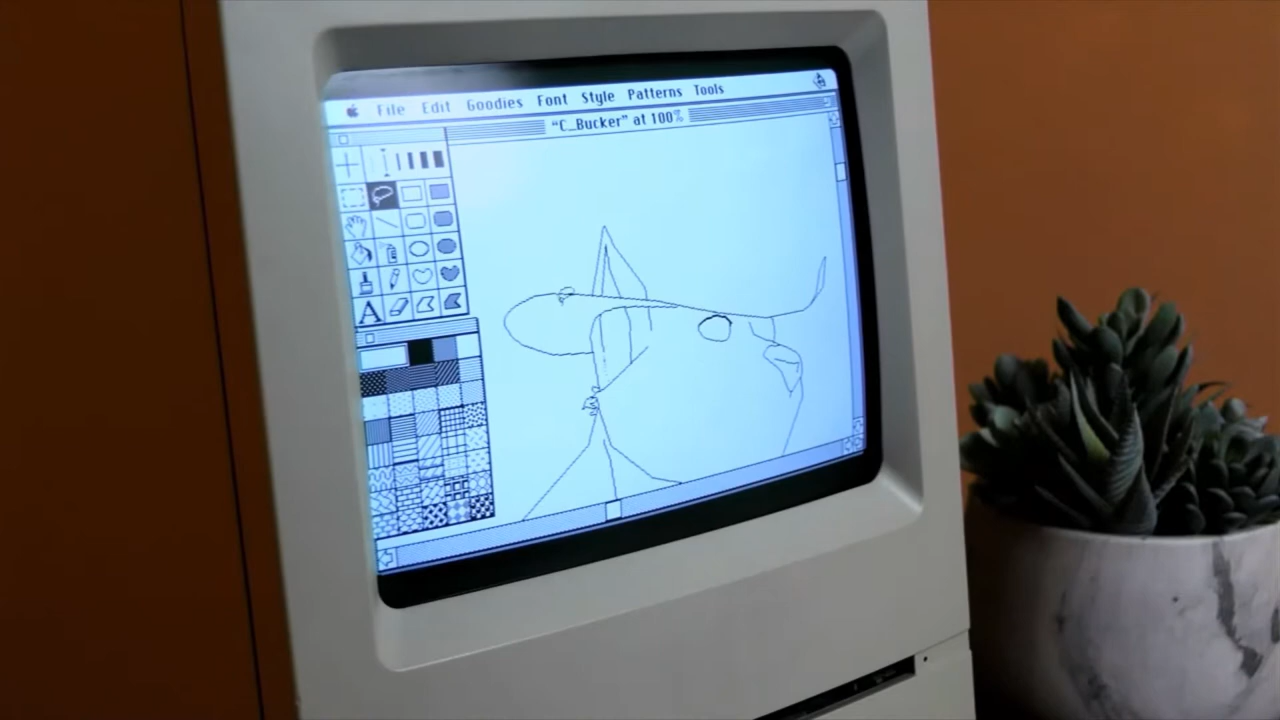 File Edit Goodies Font Style Patterns Tools
“C_Bucker” at 100%
A